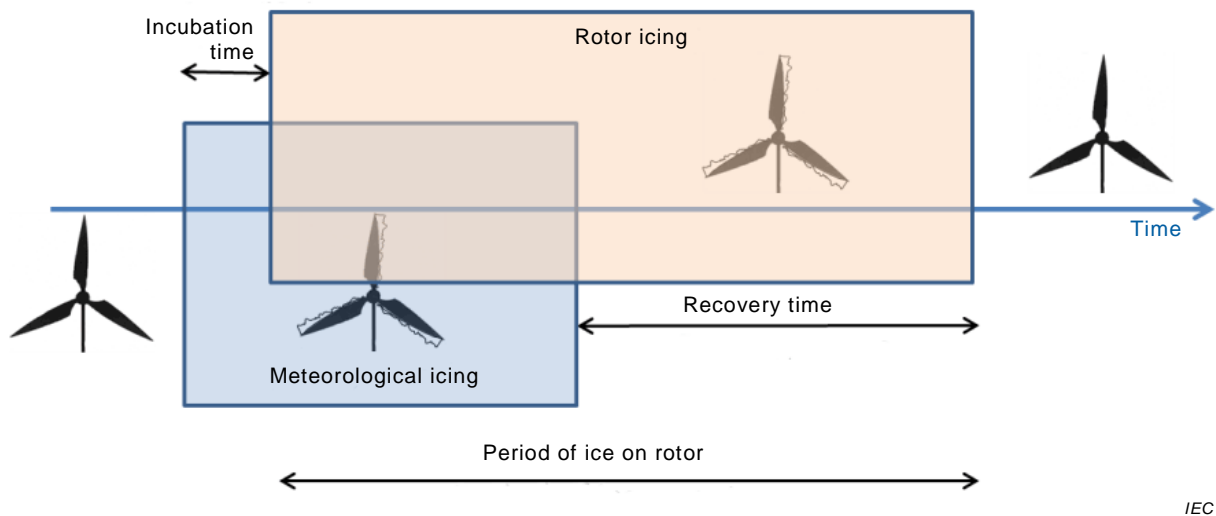 Incubation
time
Rotor icing
Time
Recovery time
Meteorological icing
Period of ice on rotor
IEC